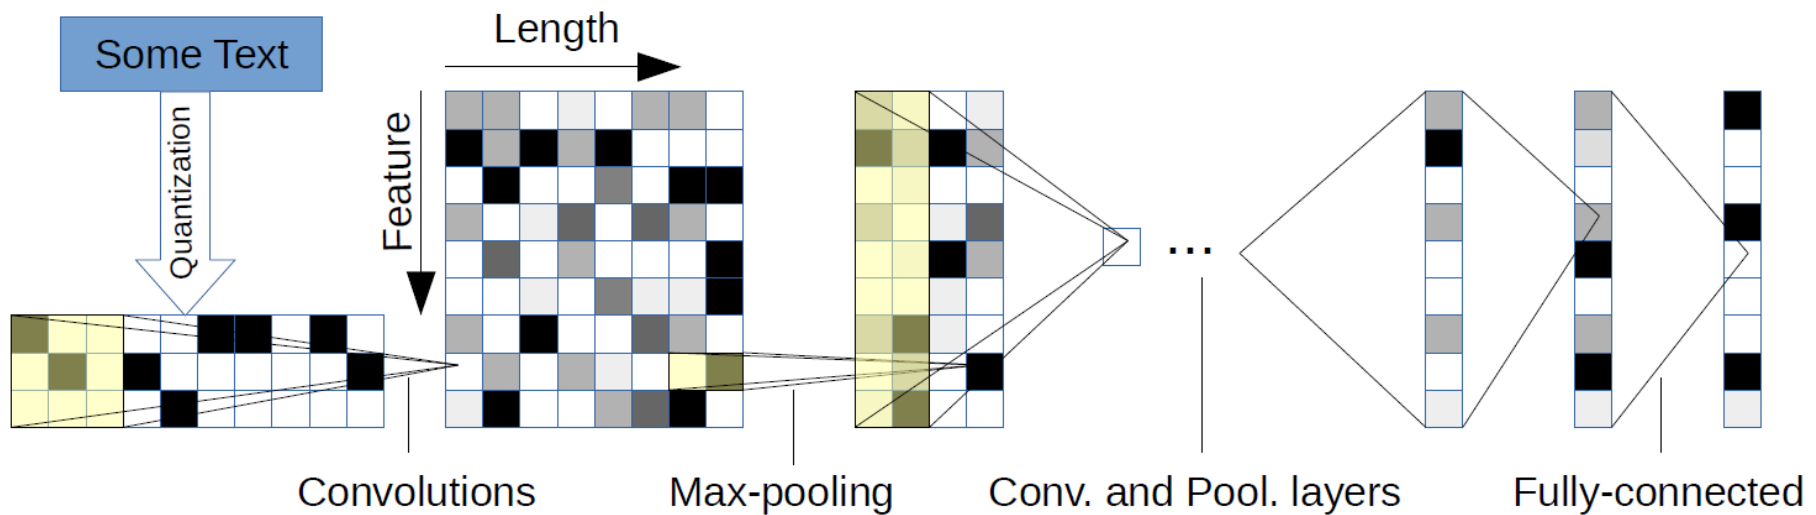 Some Text
Quantization
Length
Feature
...
Convolutions
Max-pooling
Conv. and Pool. layers
Fully-connected